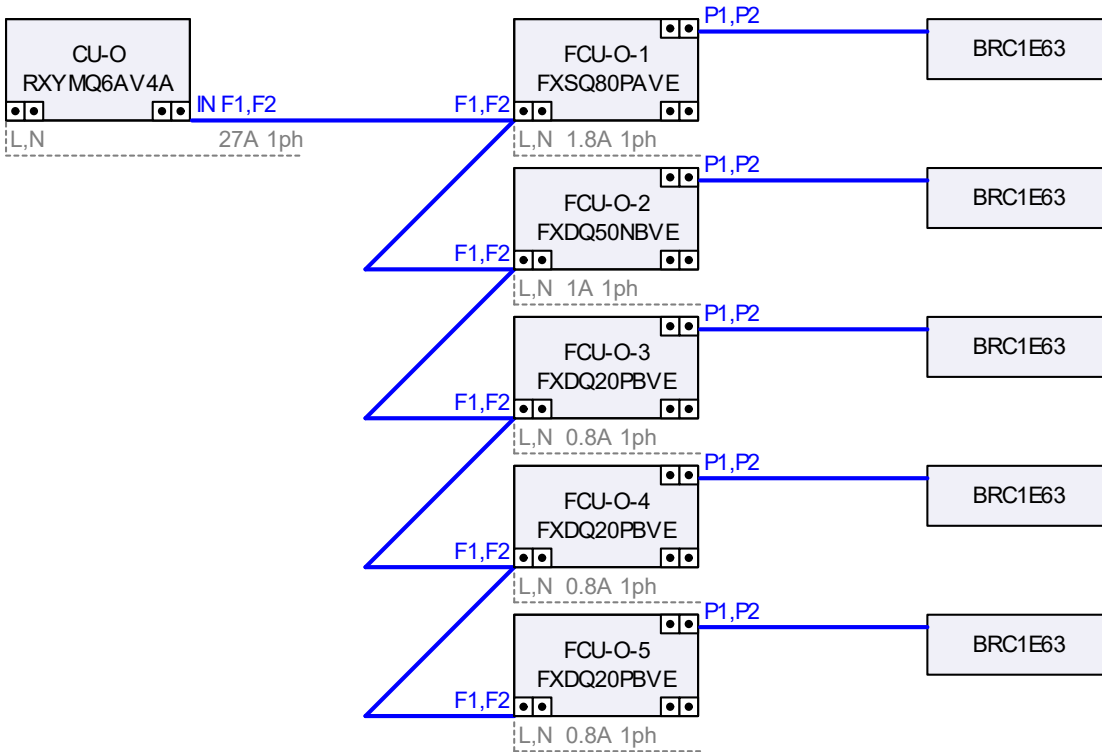 CU-O
RXYMQ6AV4A
IN F1,F2
L,N 27A 1ph
F1,F2
FCU-O-1
FXSQ80PAVE
L,N 1.8A 1ph
P1,P2
BRC1E63
F1,F2
FCU-O-2
FXDQ50NBVE
L,N 1A 1ph
P1,P2
BRC1E63
F1,F2
FCU-O-3
FXDQ20PBVE
L,N 0.8A 1ph
P1,P2
BRC1E63
F1,F2
FCU-O-4
FXDQ20PBVE
L,N 0.8A 1ph
P1,P2
BRC1E63
F1,F2
FCU-O-5
FXDQ20PBVE
L,N 0.8A 1ph
P1,P2
BRC1E63